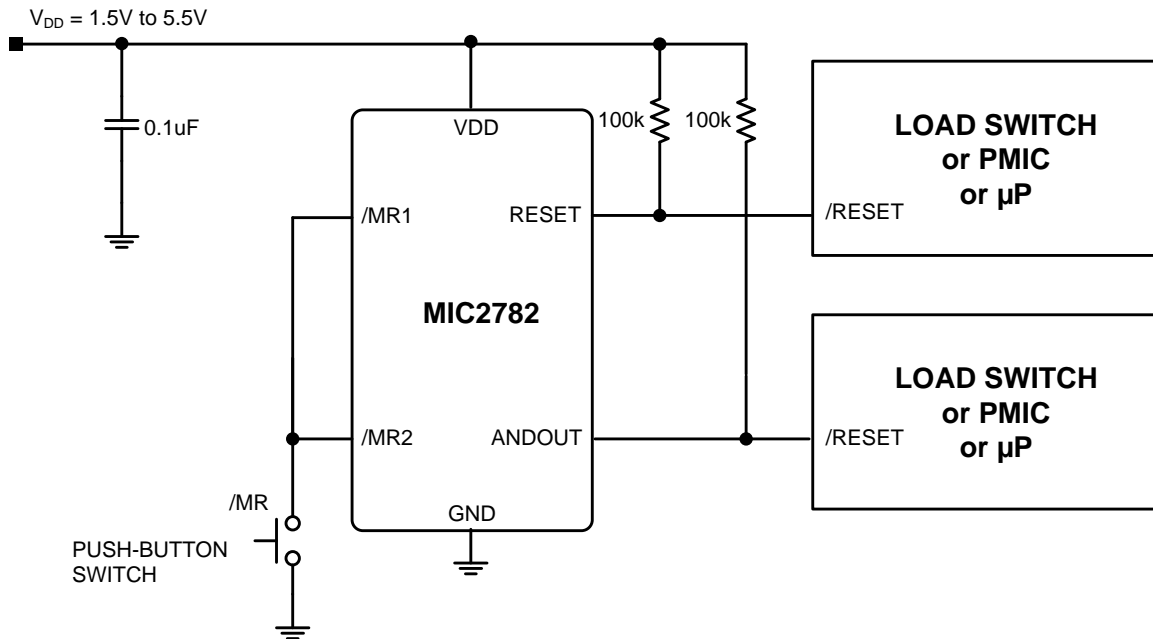 V_DD = 1.5V to 5.5V
0.1uF
VDD
100k
100k
/MR1
RESET
MIC2782
/MR2
ANDOUT
GND
/MR
PUSH-BUTTON
SWITCH
LOAD SWITCH
or PMIC
or µP
/RESET
LOAD SWITCH
or PMIC
or µP
/RESET